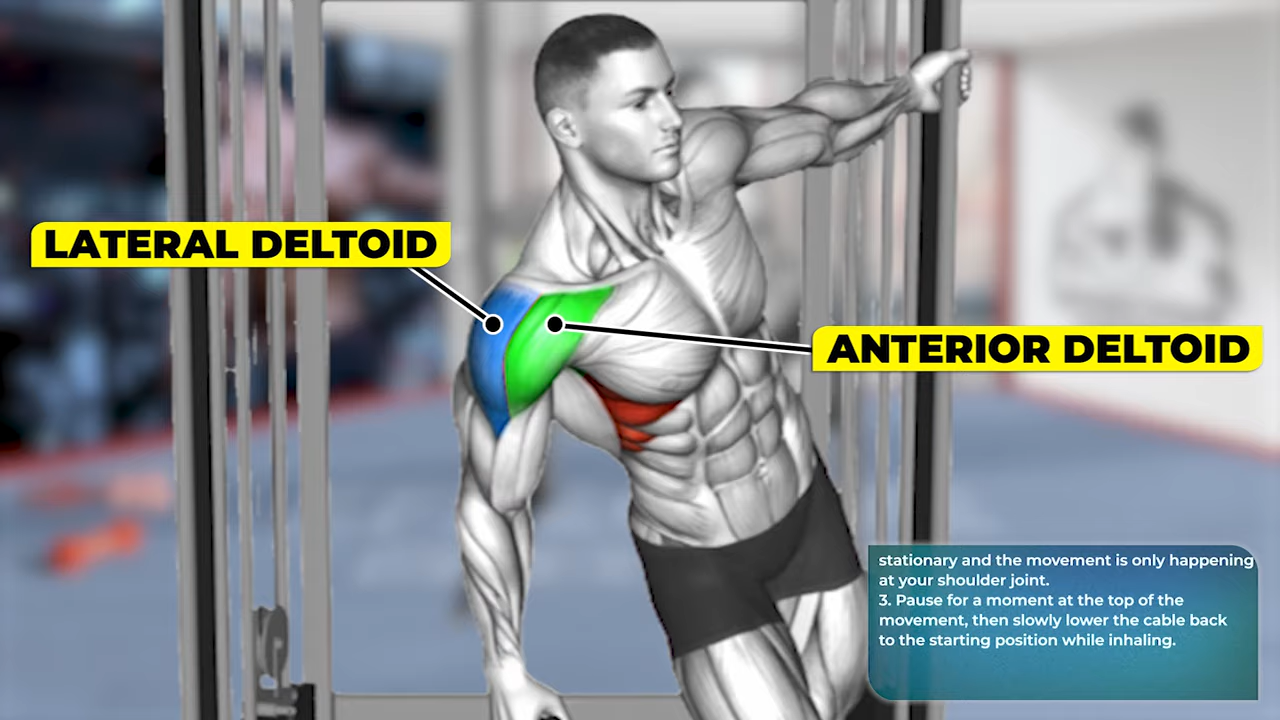 LATERAL DELTOID
ANTERIOR DELTOID
stationary and the movement is only happening
at your shoulder joint.
3. Pause for a moment at the top of the
movement, then slowly lower the cable back
to the starting position while inhaling.